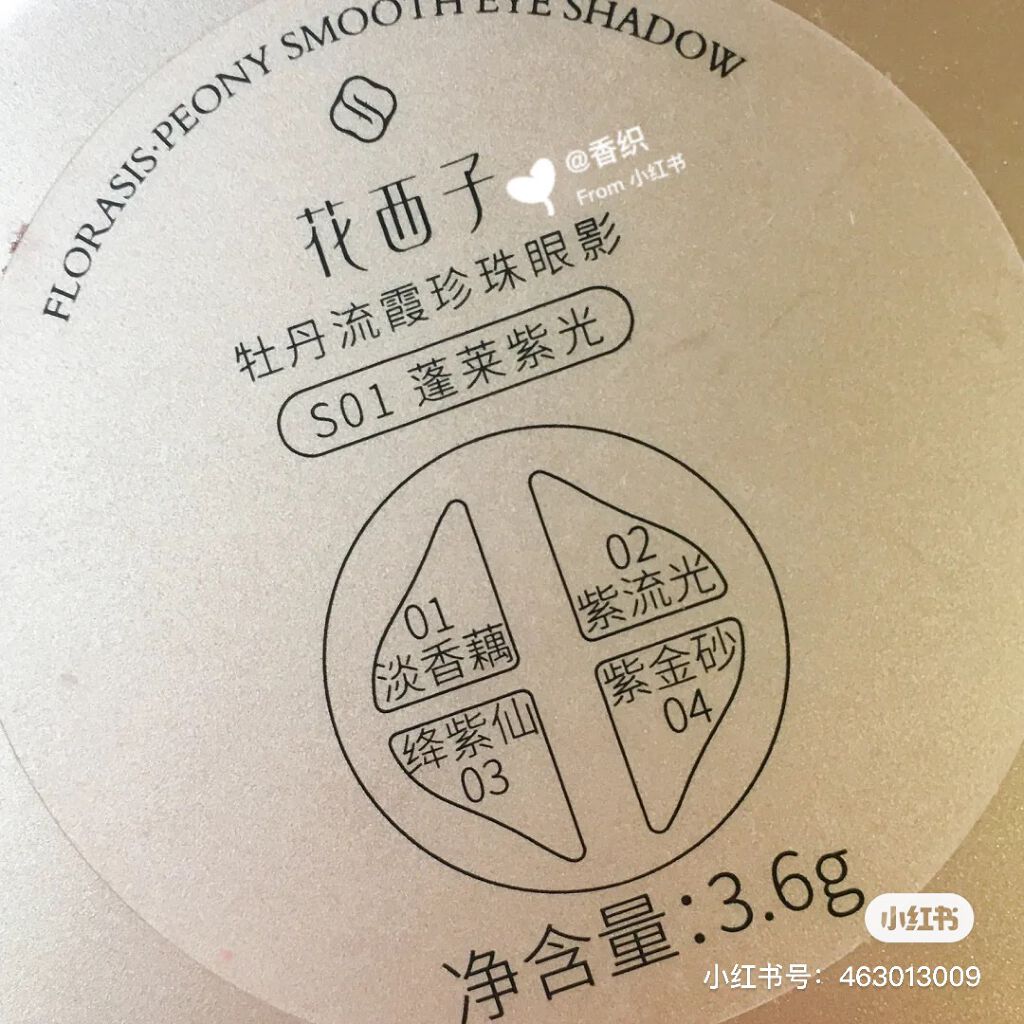 FLORASIS·PEONY SMOOTH EYE SHADOW
花西子
@香织
From 小红书
牡丹流霞珍珠眼影
S01 蓬莱紫光
01
淡香藕
02
紫流光
绛紫仙
03
紫金砂
04
净含量:3.6g
小红书
小红书号：463013009